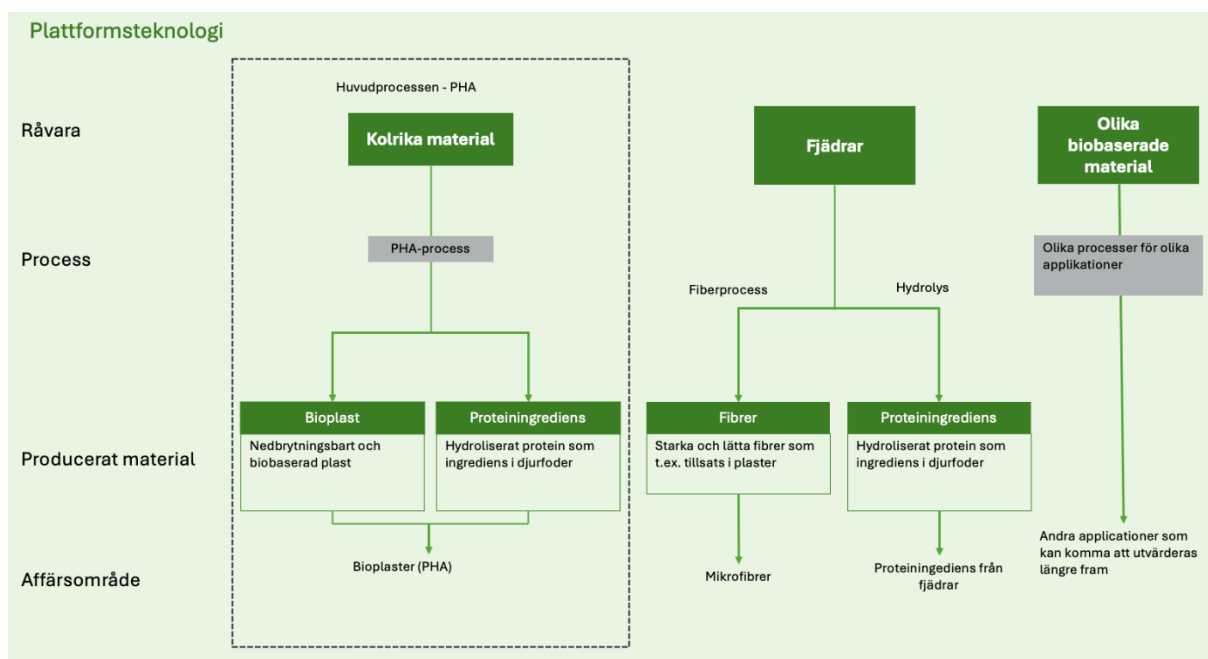 Plattformsteknologi
Huvudprocessen - PHA
Råvara
Kolrika material
Fjädrar
Olika
biobaserade
material
Process
PHA-process
Olika processer för olika
applikationer
Fiberprocess
Hydrolys
Producerat material
Bioplast
Nedbrytningsbart och
biobaserad plast
Proteiningrediens
Hydroliserat protein som
ingrediens i djurfoder
Fibrer
Starka och lätta fibrer som
t.ex. tillsats i plaster
Proteiningrediens
Hydroliserat protein som
ingrediens i djurfoder
Affärsområde
Bioplaster (PHA)
Mikrofibrer
Proteiningediens från
fjädrar
Andra applicationer som
kan komma att utvärderas
längre fram